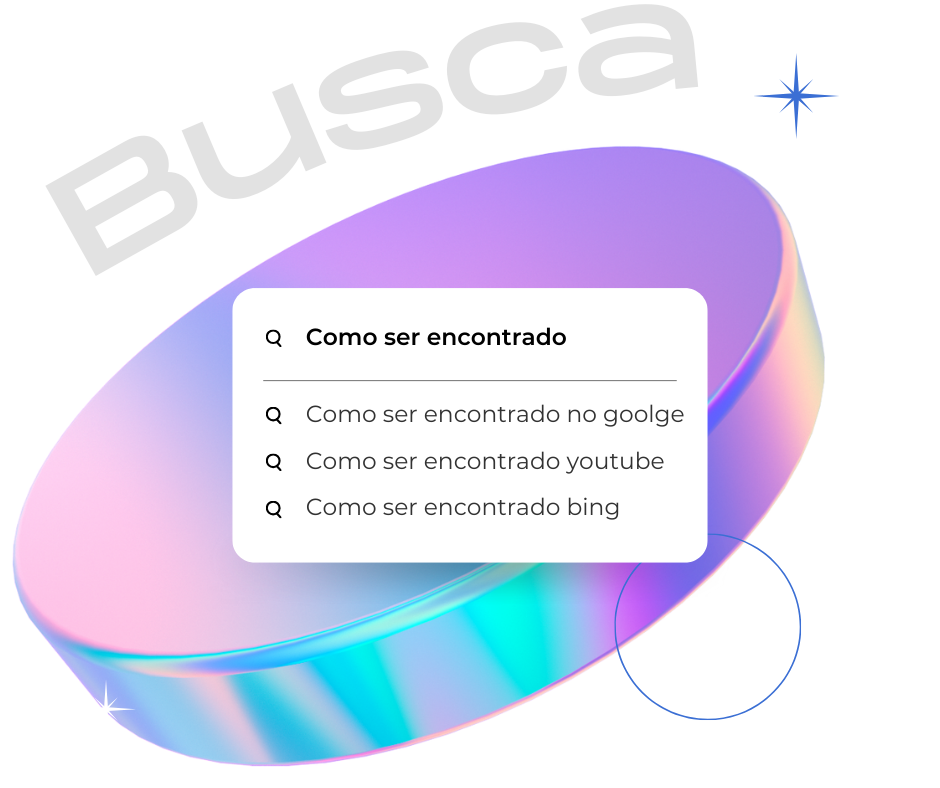 Busca
Como ser encontrado
Como ser encontrado no goolge
Como ser encontrado youtube
Como ser encontrado bing